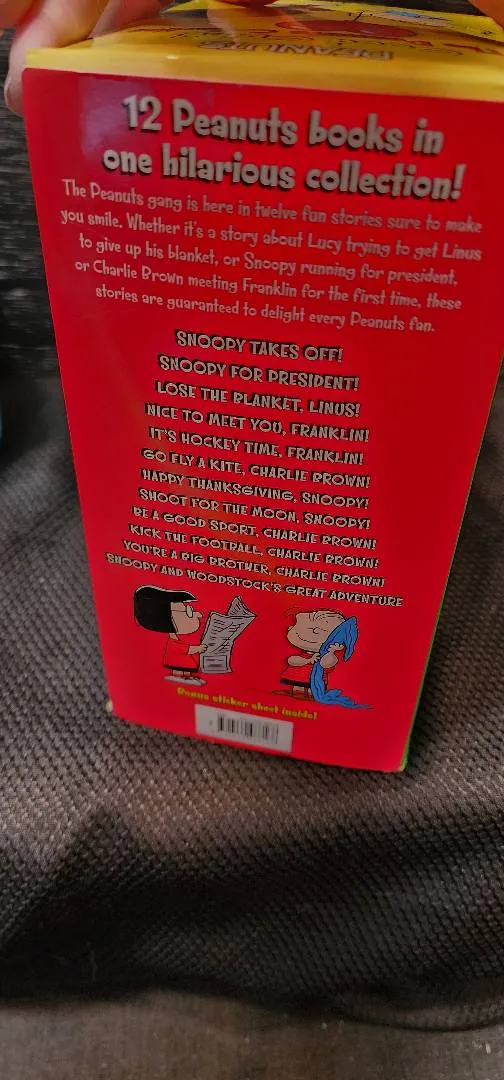 PEANUTS
12 Peanuts books in
one hilarious collection!
The Peanuts gang is here in twelve fun stories sure to make
you smile. Whether it's a story about Lucy trying to get Linus
to give up his blanket, or Snoopy running for president,
or Charlie Brown meeting Franklin for the first time, these
stories are guaranteed to delight every Peanuts fan.
SNOOPY TAKES OFF!
SNOOPY FOR PRESIDENT!
LOSE THE BLANKET, LINUS!
NICE TO MEET YOU, FRANKLIN!
IT'S HOCKEY TIME, FRANKLIN!
GO FLY A KITE, CHARLIE BROWN!
HAPPY THANKSGIVING, SNOOPY!
SHOOT FOR THE MOON, SNOOPY!
BE A GOOD SPORT, CHARLIE BROWN!
KICK THE FOOTBALL, CHARLIE BROWN!
YOU'RE A BIG BROTHER, CHARLIE BROWN!
SNOOPY AND WOODSTOCK'S GREAT ADVENTURE
Bonus sticker sheet inside!